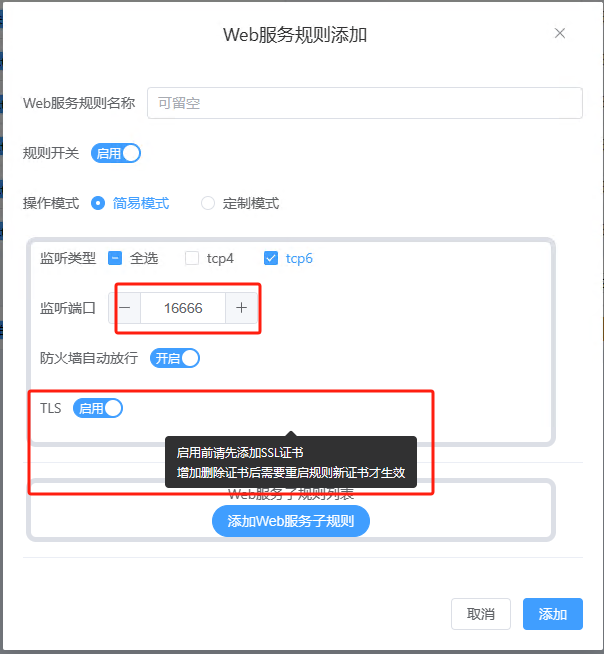 Web服务规则添加
Web服务规则名称 可留空
规则开关 启用
操作模式 简易模式 定制模式
监听类型 全选 tcp4 tcp6
监听端口 16666
防火墙自动放行 开启
TLS 启用
启用前请先添加SSL证书
增加删除证书后需要重启规则新证书才生效
Web服务子规则列表
添加Web服务子规则
取消 添加